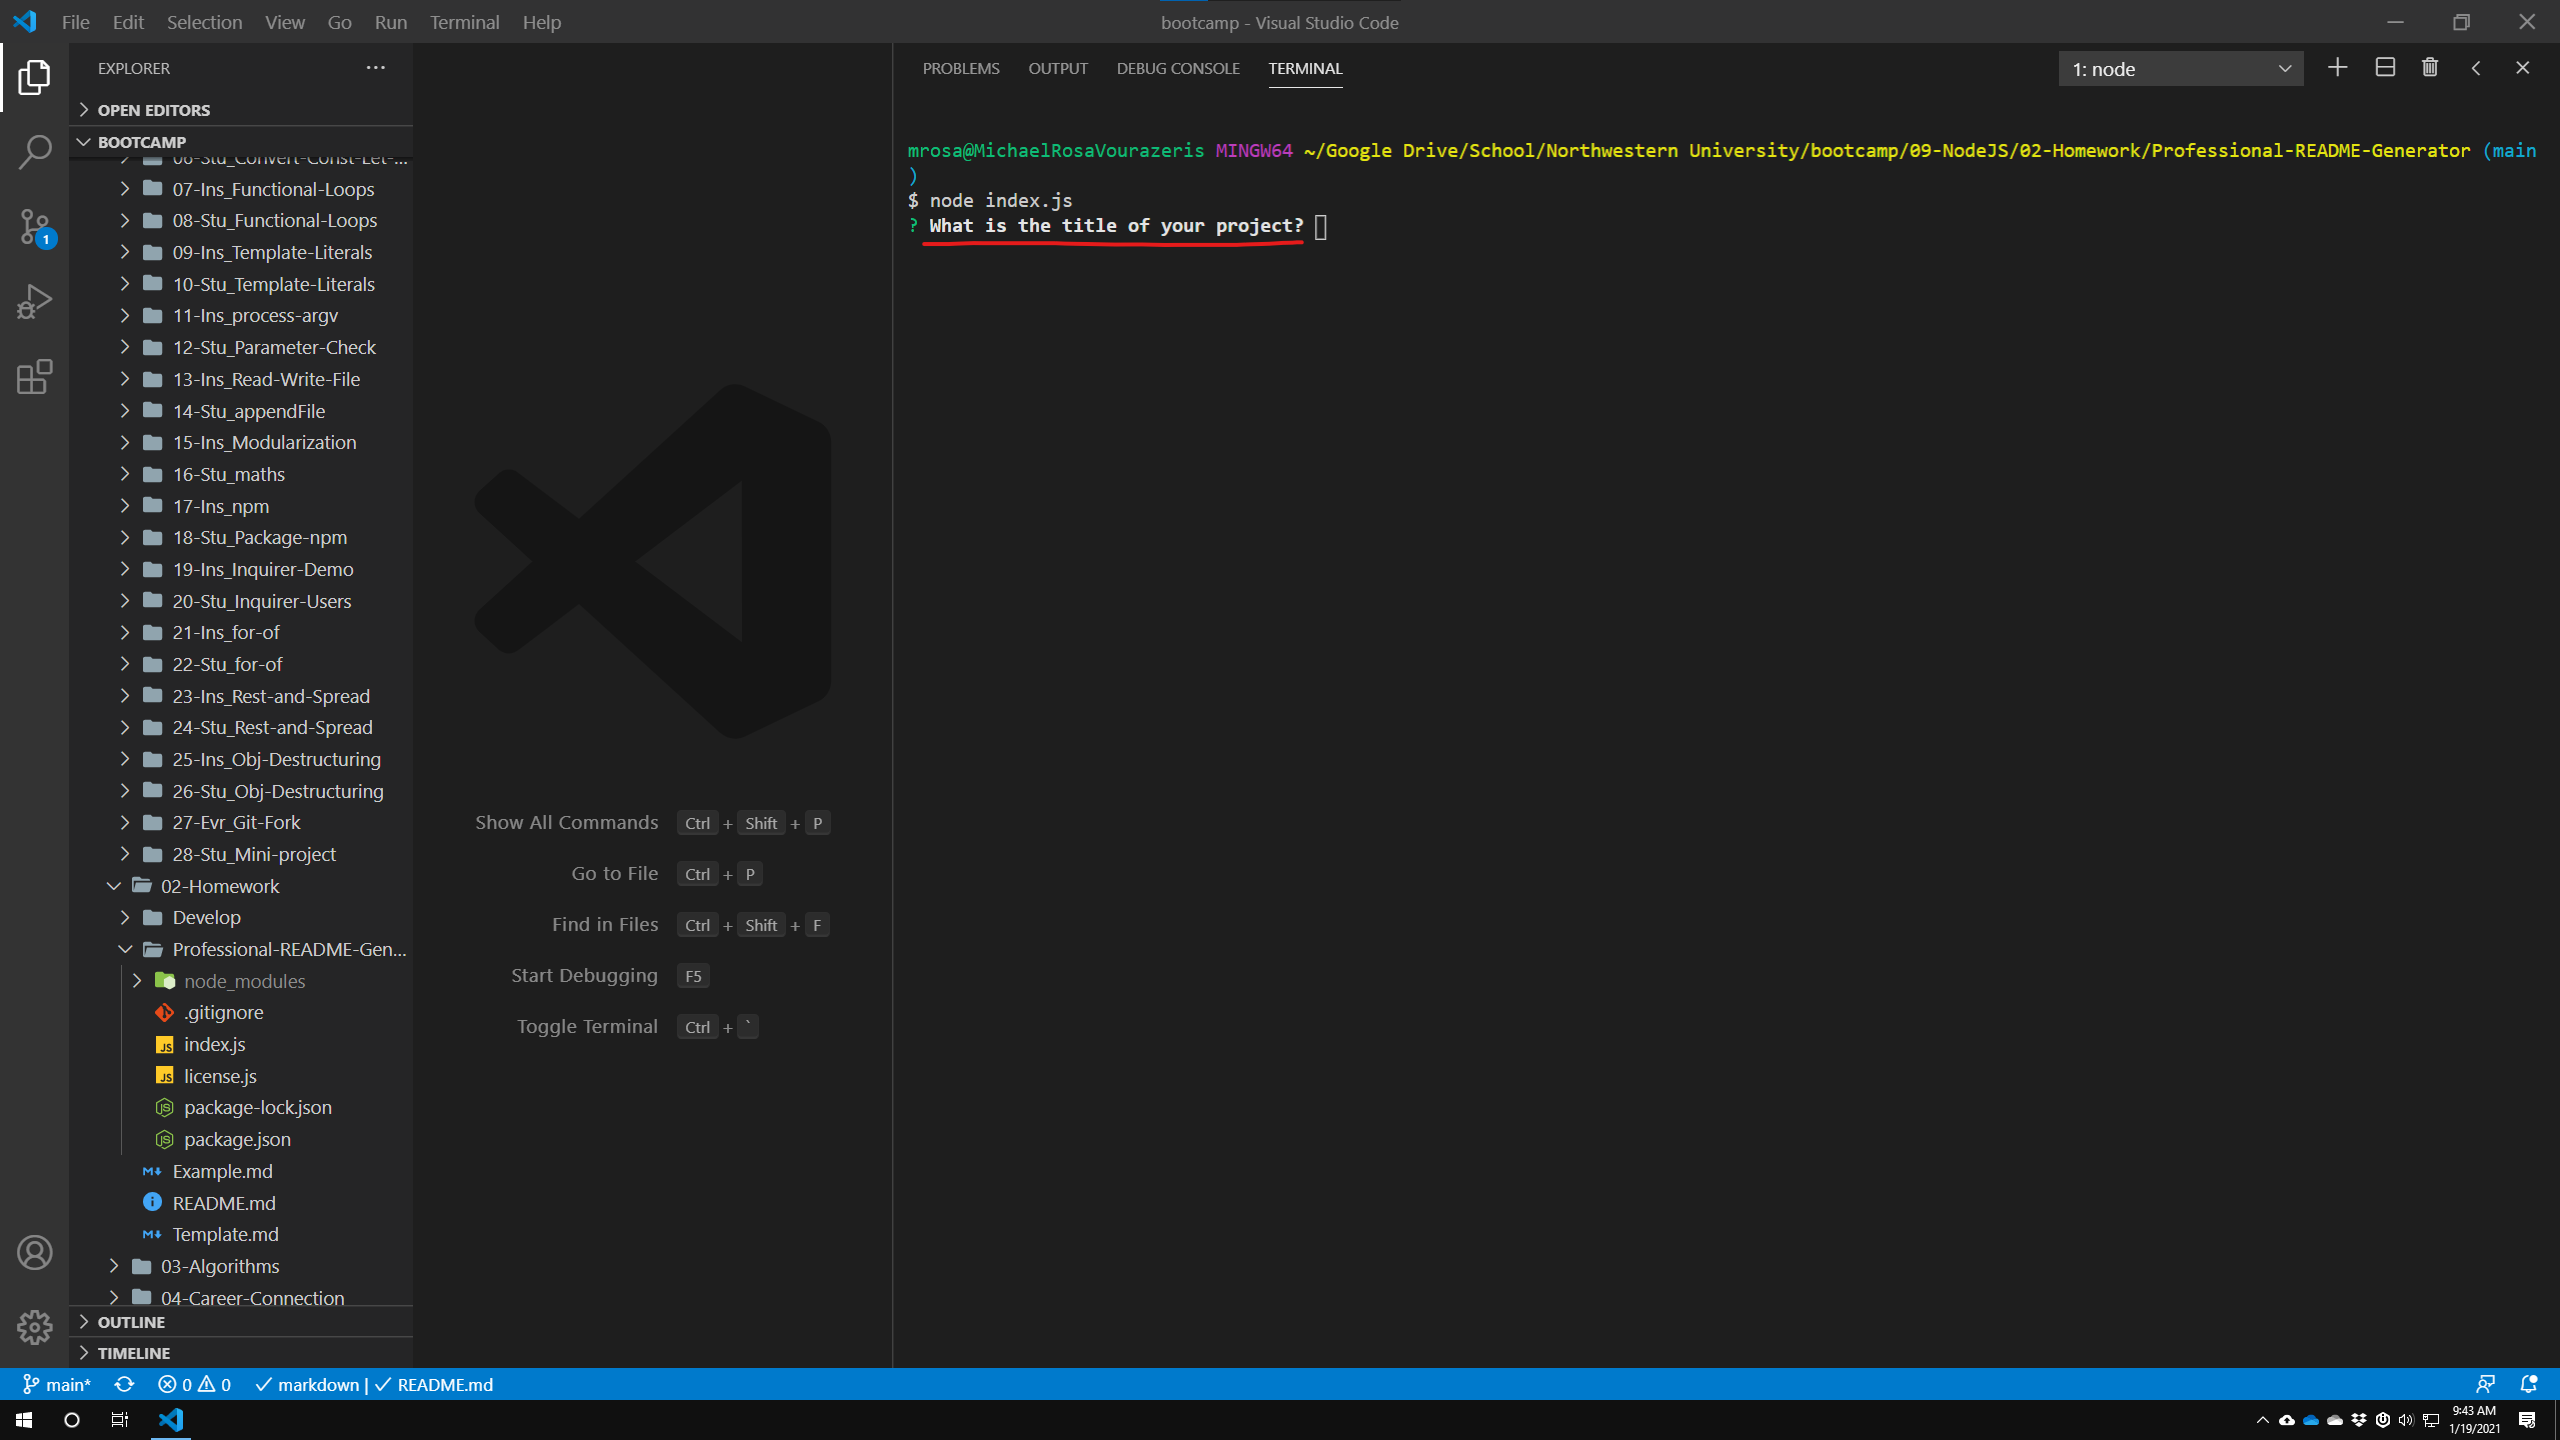 File Edit Selection View Go Run Terminal Help
bootcamp - Visual Studio Code
EXPLORER
OPEN EDITORS
BOOTCAMP
06-Stu_Convert-Const-Let-...
07-Ins_Functional-Loops
08-Stu_Functional-Loops
09-Ins_Template-Literals
10-Stu_Template-Literals
11-Ins_process-argv
12-Stu_Parameter-Check
13-Ins_Read-Write-File
14-Stu_appendFile
15-Ins_Modularization
16-Stu_maths
17-Ins_npm
18-Stu_Package-npm
19-Ins_Inquirer-Demo
20-Stu_Inquirer-Users
21-Ins_for-of
22-Stu_for-of
23-Ins_Rest-and-Spread
24-Stu_Rest-and-Spread
25-Ins_Obj-Destructuring
26-Stu_Obj-Destructuring
27-Evr_Git-Fork
28-Stu_Mini-project
02-Homework
Develop
Professional-README-Gen...
node_modules
.gitignore
JS index.js
JS license.js
package-lock.json
package.json
Example.md
README.md
Template.md
03-Algorithms
04-Career-Connection
OUTLINE
TIMELINE
1
Show All Commands Ctrl + Shift + P
Go to File Ctrl + P
Find in Files Ctrl + Shift + F
Start Debugging F5
Toggle Terminal Ctrl + `
PROBLEMS OUTPUT DEBUG CONSOLE TERMINAL
1: node
mrosa@MichaelRosaVourazeris MINGW64 ~/Google Drive/School/Northwestern University/bootcamp/09-NodeJS/02-Homework/Professional-README-Generator (main
)
$ node index.js
? What is the title of your project?
main* 0 0 markdown | README.md
9:43 AM
1/19/2021